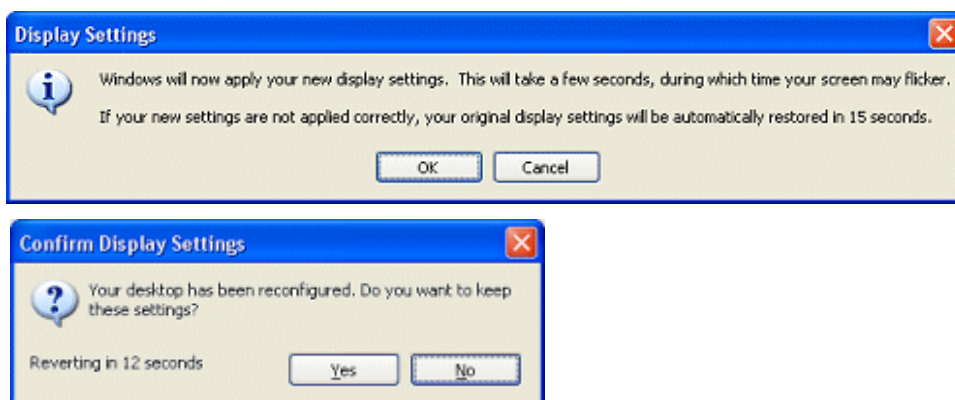 Display Settings
Windows will now apply your new display settings. This will take a few seconds, during which time your screen may flicker.
If your new settings are not applied correctly, your original display settings will be automatically restored in 15 seconds.
OK Cancel
Confirm Display Settings
Your desktop has been reconfigured. Do you want to keep
these settings?
Reverting in 12 seconds Yes No